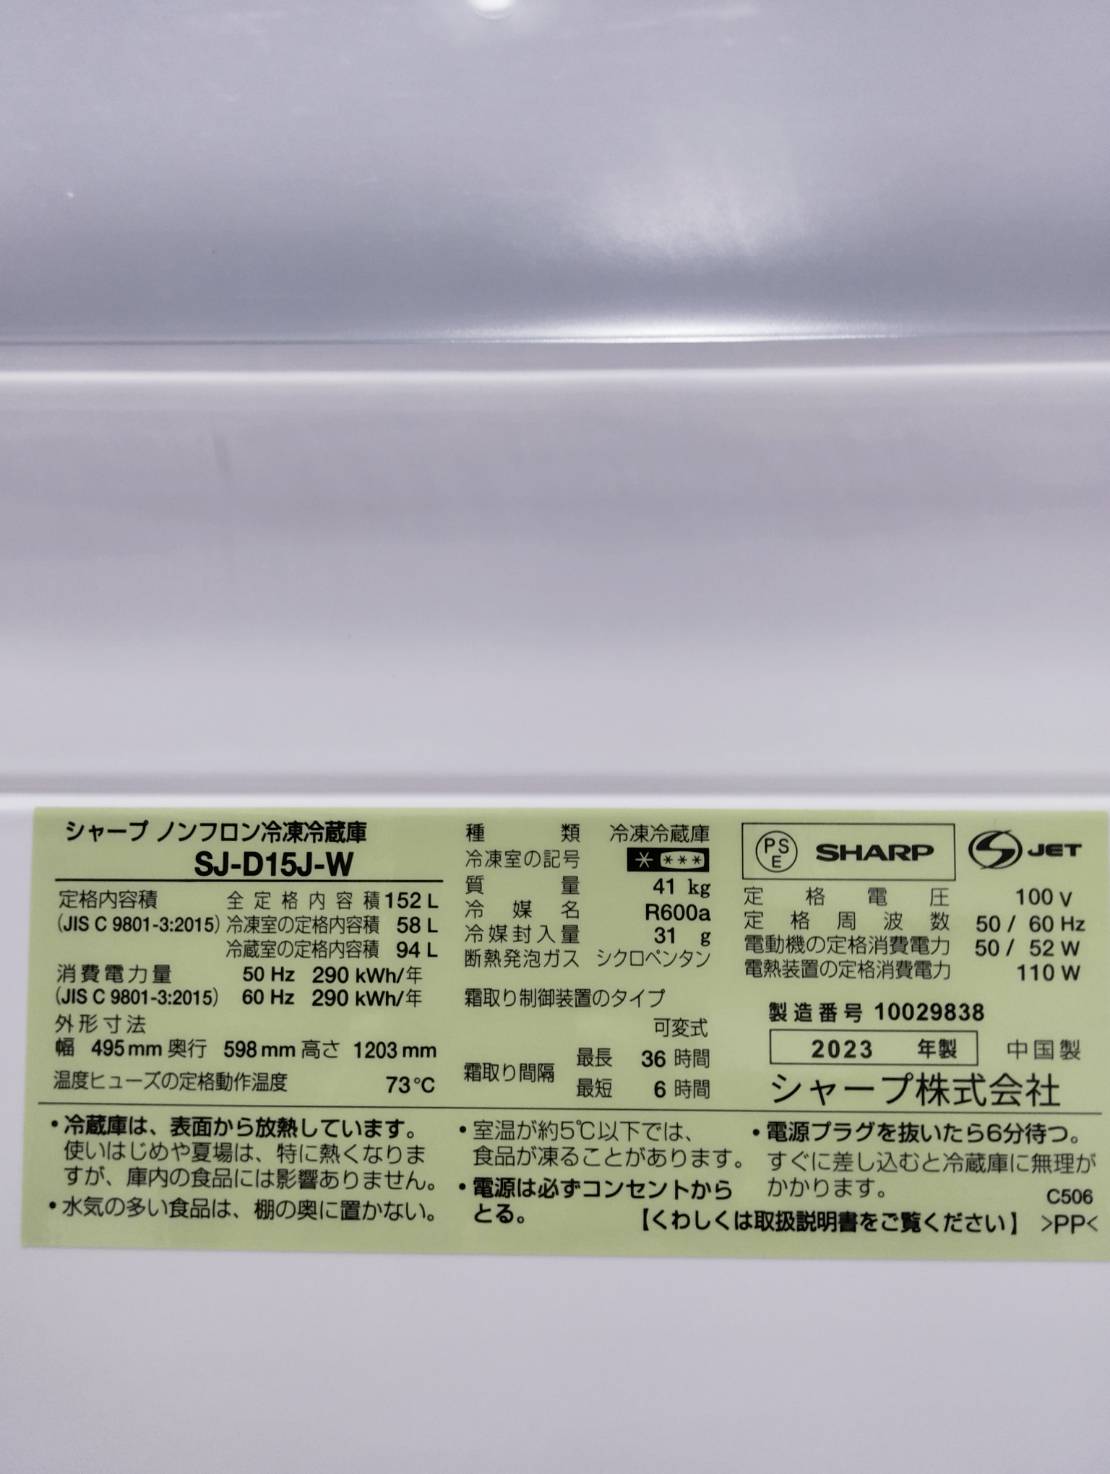 シャープ ノンフロン冷凍冷蔵庫
SJ-D15J-W
定格内容積 全定格内容積 152 L
(JIS C 9801-3:2015) 冷凍室の定格内容積 58 L
冷蔵室の定格内容積 94 L
消費電力量 50 Hz 290 kWh/年
(JIS C 9801-3:2015) 60 Hz 290 kWh/年
外形寸法
幅 495mm 奥行 598mm 高さ 1203mm
温度ヒューズの定格動作温度 73℃
種類 冷凍冷蔵庫
冷凍室の記号
質量 41 kg
冷媒名 R600a
冷媒封入量 31 g
断熱発泡ガス シクロペンタン
霜取り制御装置のタイプ
可変式
霜取り間隔 最長 36 時間
最短 6 時間
PS E SHARP S JET
定格電圧 100 V
定格周波数 50 / 60 Hz
電動機の定格消費電力 50 / 52 W
電熱装置の定格消費電力 110 W
製造番号 10029838
2023 年製 中国製
シャープ株式会社
・冷蔵庫は、表面から放熱しています。
使いはじめや夏場は、特に熱くなりま
すが、庫内の食品には影響ありません。
・水気の多い食品は、棚の奥に置かない。
・室温が約5℃以下では、
食品が凍ることがあります。
・電源は必ずコンセントから
とる。
・電源プラグを抜いたら6分待つ。
すぐに差し込むと冷蔵庫に無理が
かかります。
C506
【くわしくは取扱説明書をご覧ください】 >PP<